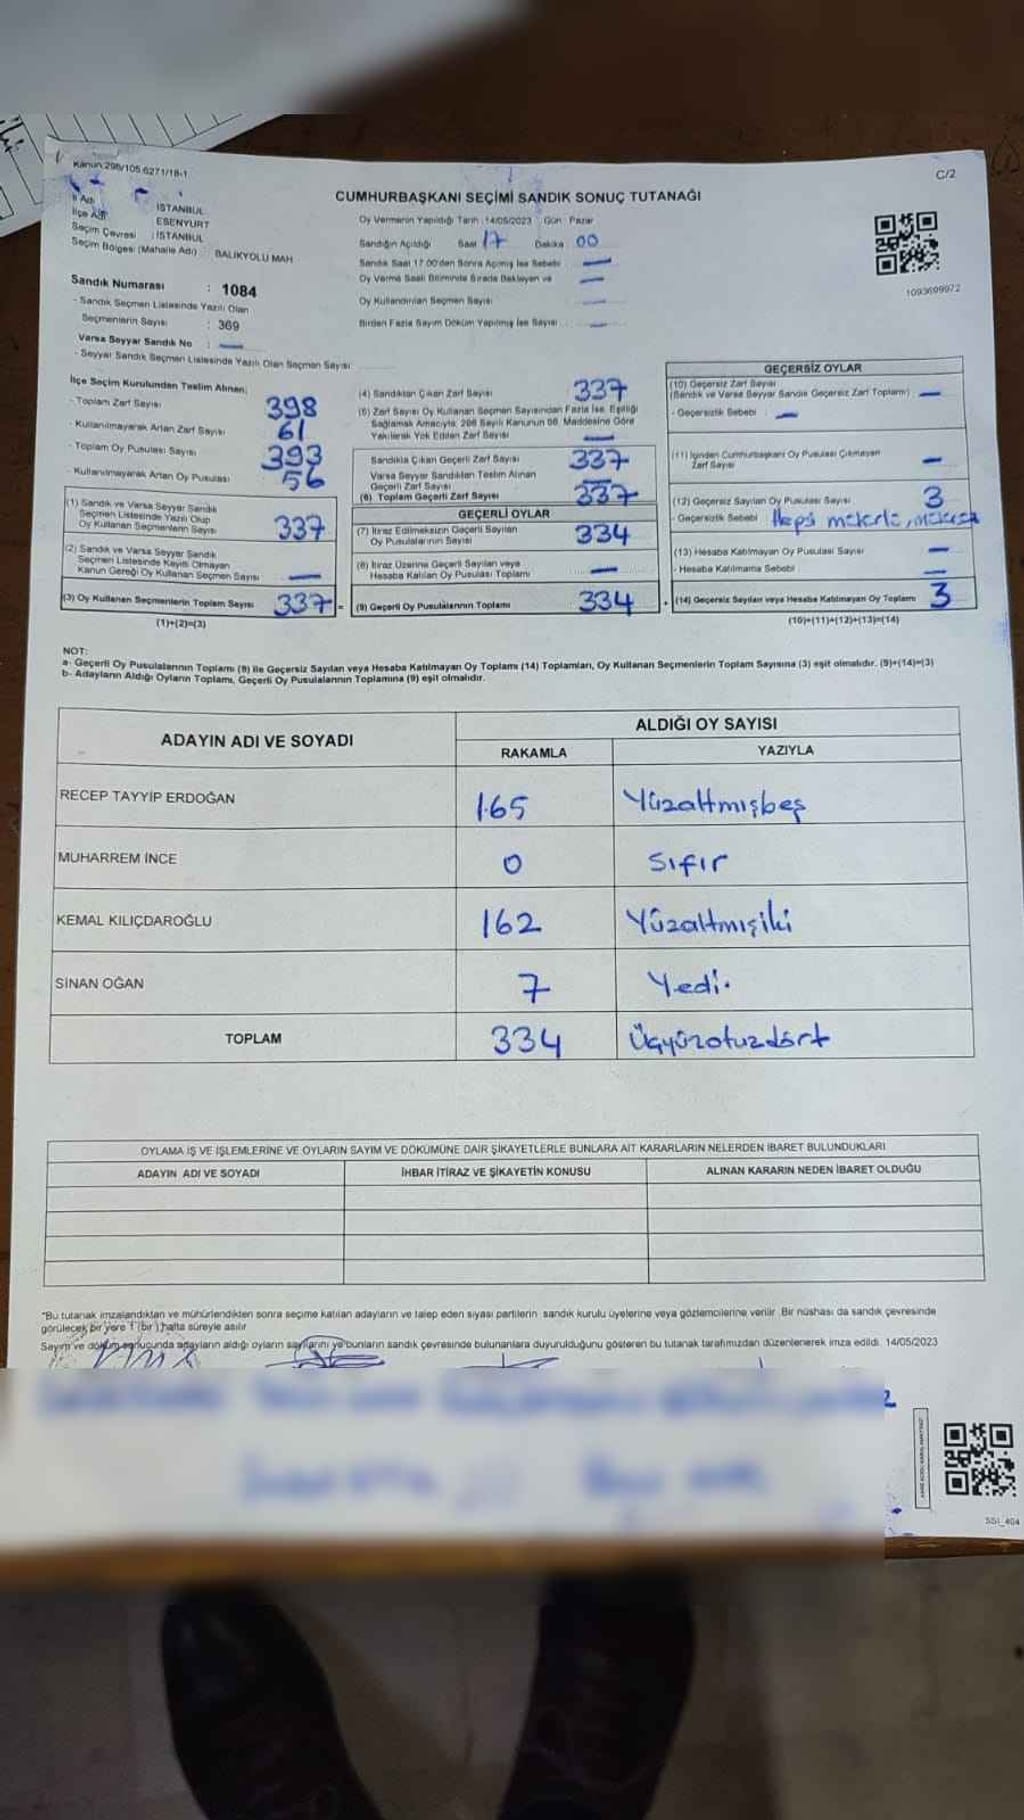 Kanun:298/105,6271/18-1
C/2
CUMHURBAŞKANI SEÇİMİ SANDIK SONUÇ TUTANAĞI
İl Adı : İSTANBUL
İlçe Adı : ESENYURT
Seçim Çevresi : İSTANBUL
Seçim Bölgesi (Mahalle Adı) : BALIKYOLU MAH
Oy Vermenin Yapıldığı Tarih : 14/05/2023 Gün : Pazar
Sandığın Açıldığı Saat 17 Dakika 00
Sandık Saat 17.00'den Sonra Açılmış İse Sebebi —
Oy Verme Saati Bitiminde Sırada Bekleyen ve —
Oy Kullandırılan Seçmen Sayısı —
Birden Fazla Sayım Döküm Yapılmış İse Sayısı : —
1093699972
Sandık Numarası : 1084
- Sandık Seçmen Listesinde Yazılı Olan
Seçmenlerin Sayısı : 369
Varsa Seyyar Sandık No : —
- Seyyar Sandık Seçmen Listesinde Yazılı Olan Seçmen Sayısı:
İlçe Seçim Kurulundan Teslim Alınan;
- Toplam Zarf Sayısı 398
- Kullanılmayarak Artan Zarf Sayısı 61
- Toplam Oy Pusulası Sayısı 393
- Kullanılmayarak Artan Oy Pusulası 56
(1) Sandık ve Varsa Seyyar Sandık
Seçmen Listesinde Yazılı Olup
Oy Kullanan Seçmenlerin Sayısı 337
(2) Sandık ve Varsa Seyyar Sandık
Seçmen Listesinde Kayıtlı Olmayan
Kanun Gereği Oy Kullanan Seçmen Sayısı —
(3) Oy Kullanan Seçmenlerin Toplam Sayısı 337 =
(1)+(2)=(3)
(4) Sandıktan Çıkan Zarf Sayısı 337
(5) Zarf Sayısı Oy Kullanan Seçmen Sayısından Fazla İse, Eşitliği
Sağlamak Amacıyla; 298 Sayılı Kanunun 98. Maddesine Göre
Yakılarak Yok Edilen Zarf Sayısı —
Sandıkta Çıkan Geçerli Zarf Sayısı 337
Varsa Seyyar Sandıktan Teslim Alınan
Geçerli Zarf Sayısı —
(6) Toplam Geçerli Zarf Sayısı 337
GEÇERLİ OYLAR
(7) İtiraz Edilmeksizin Geçerli Sayılan
Oy Pusulalarının Sayısı 334
(8) İtiraz Üzerine Geçerli Sayılan veya
Hesaba Katılan Oy Pusulası Toplamı —
(9) Geçerli Oy Pusulalarının Toplamı 334 +
GEÇERSİZ OYLAR
(10) Geçersiz Zarf Sayısı
(Sandık ve Varsa Seyyar Sandık Geçersiz Zarf Toplamı) —
- Geçersizlik Sebebi : —
(11) İçinden Cumhurbaşkanı Oy Pusulası Çıkmayan
Zarf Sayısı —
(12) Geçersiz Sayılan Oy Pusulası Sayısı 3
- Geçersizlik Sebebi Hepsi
(13) Hesaba Katılmayan Oy Pusulası Sayısı —
- Hesaba Katılmama Sebebi —
(14) Geçersiz Sayılan veya Hesaba Katılmayan Oy Toplamı 3
(10)+(11)+(12)+(13)=(14)
NOT:
a- Geçerli Oy Pusulalarının Toplamı (9) ile Geçersiz Sayılan veya Hesaba Katılmayan Oy Toplamı (14) Toplamları, Oy Kullanan Seçmenlerin Toplam Sayısına (3) eşit olmalıdır. (9)+(14)=(3)
b- Adayların Aldığı Oyların Toplamı, Geçerli Oy Pusulalarının Toplamına (9) eşit olmalıdır.
ADAYIN ADI VE SOYADI
ALDIĞI OY SAYISI
RAKAMLA YAZIYLA
RECEP TAYYİP ERDOĞAN 165 Yüzaltmışbeş
MUHARREM İNCE 0 Sıfır
KEMAL KILIÇDAROĞLU 162 Yüzaltmışiki
SİNAN OĞAN 7 Yedi.
TOPLAM 334 Üçyüzotuzdört
OYLAMA İŞ VE İŞLEMLERİNE VE OYLARIN SAYIM VE DÖKÜMÜNE DAİR ŞİKAYETLERLE BUNLARA AİT KARARLARIN NELERDEN İBARET BULUNDUKLARI
ADAYIN ADI VE SOYADI İHBAR İTİRAZ VE ŞİKAYETİN KONUSU ALINAN KARARIN NEDEN İBARET OLDUĞU
*Bu tutanak imzalandıktan ve mühürlendikten sonra seçime katılan adayların ve talep eden siyasi partilerin sandık kurulu üyelerine veya gözlemcilerine verilir. Bir nüshası da sandık çevresinde
görülecek bir yere 1 (bir) hafta süreyle asılır.
Sayım ve döküm sonucunda adayların aldığı oyların sayılarını ve bunların sandık çevresinde bulunanlara duyurulduğunu gösteren bu tutanak tarafımızdan düzenlenerek imza edildi. 14/05/2023
SSİ_404